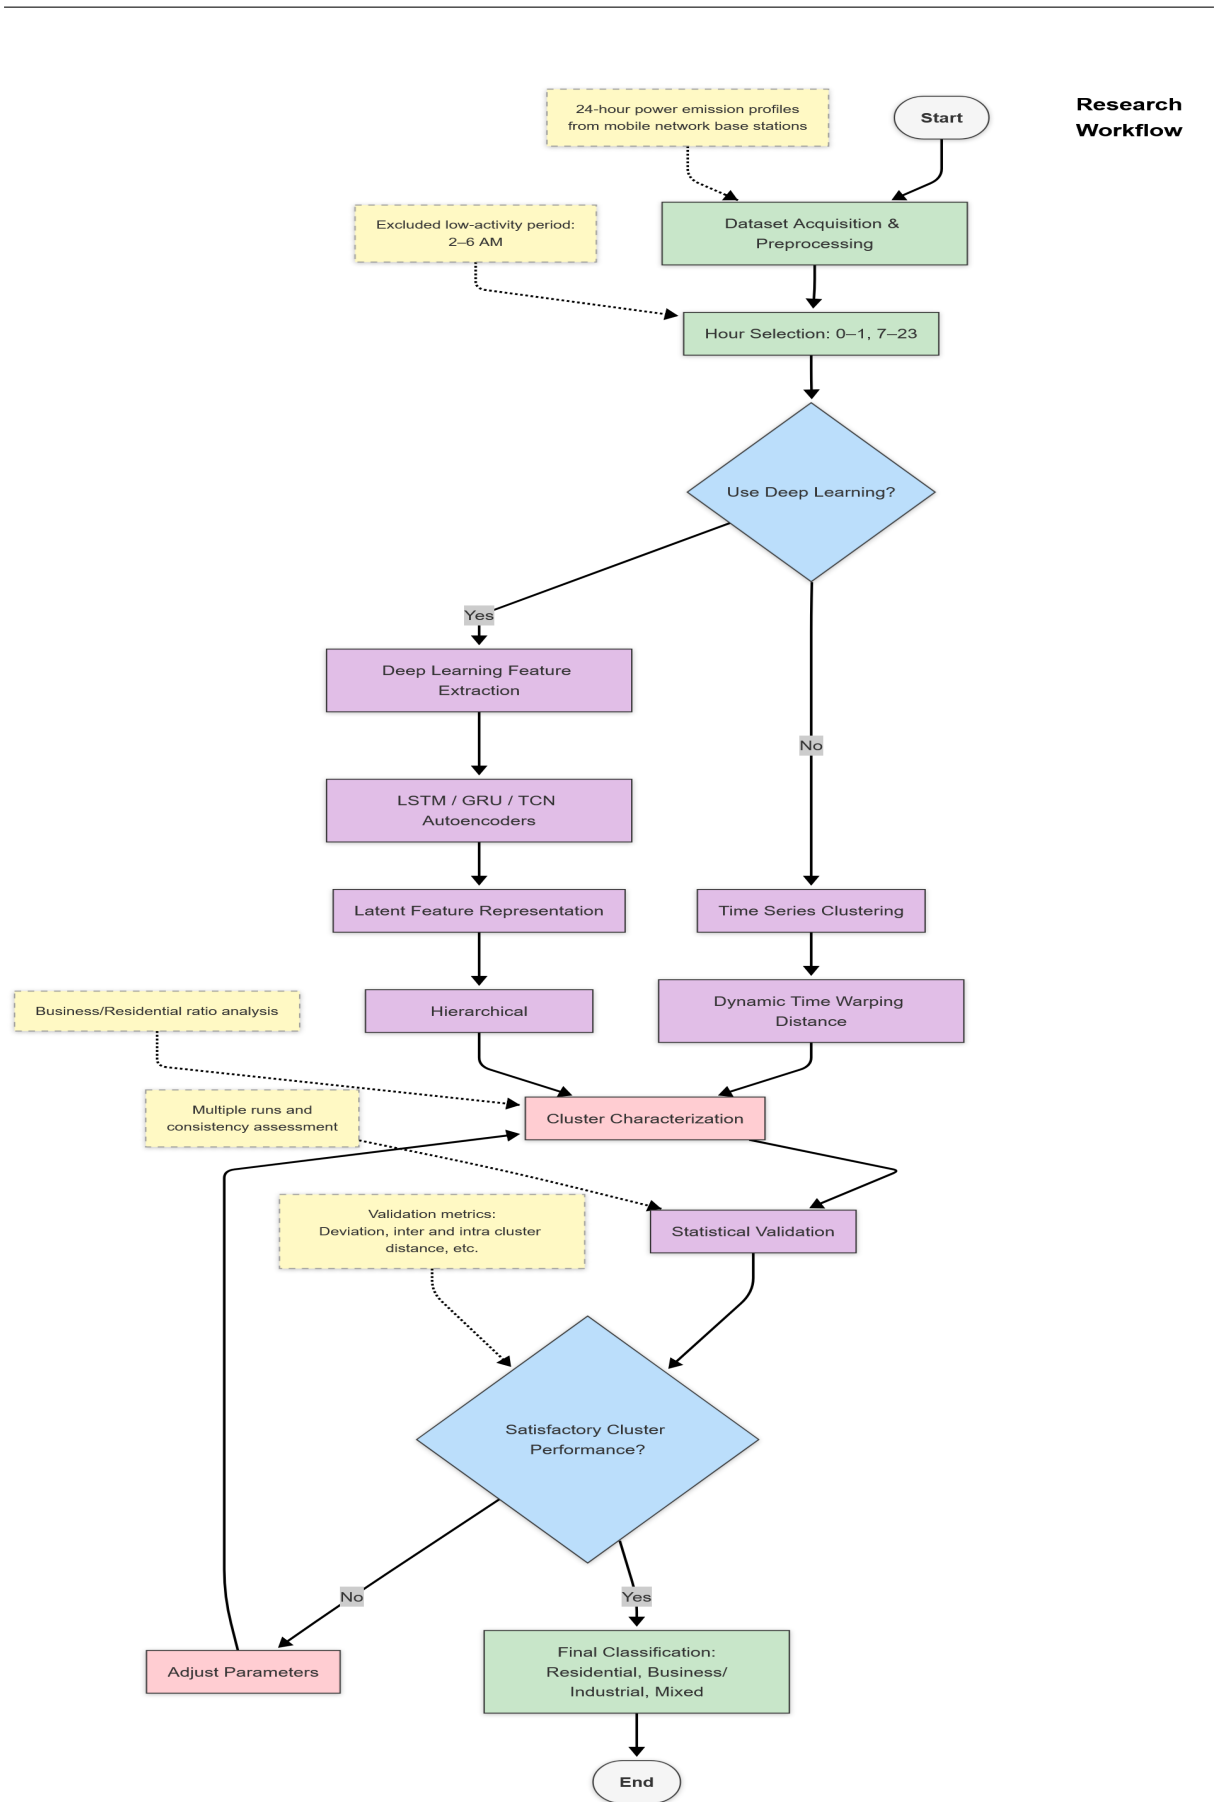 Research
Workflow
24-hour power emission profiles
from mobile network base stations
Start
Dataset Acquisition &
Preprocessing
Excluded low-activity period:
2–6 AM
Hour Selection: 0–1, 7–23
Use Deep Learning?
Yes
Deep Learning Feature
Extraction
No
LSTM / GRU / TCN
Autoencoders
Latent Feature Representation
Time Series Clustering
Business/Residential ratio analysis
Hierarchical
Dynamic Time Warping
Distance
Multiple runs and
consistency assessment
Cluster Characterization
Validation metrics:
Deviation, inter and intra cluster
distance, etc.
Statistical Validation
Satisfactory Cluster
Performance?
No
Yes
Adjust Parameters
Final Classification:
Residential, Business/
Industrial, Mixed
End